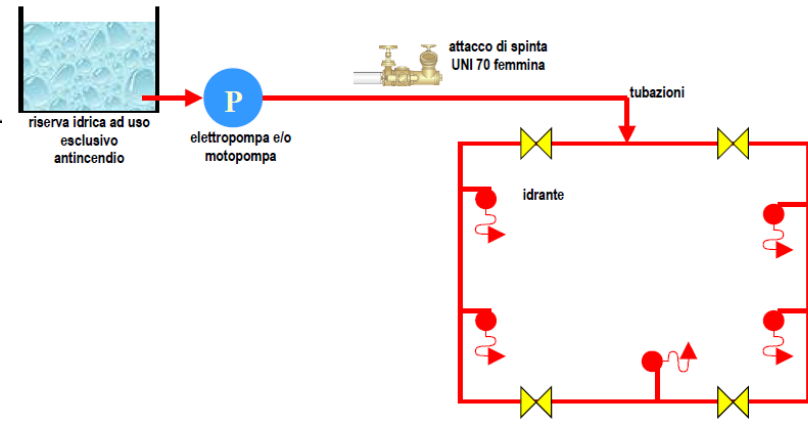 attacco di spinta
UNI 70 femmina
tubazioni
P
riserva idrica ad uso
esclusivo
antincendio
elettropompa e/o
motopompa
idrante